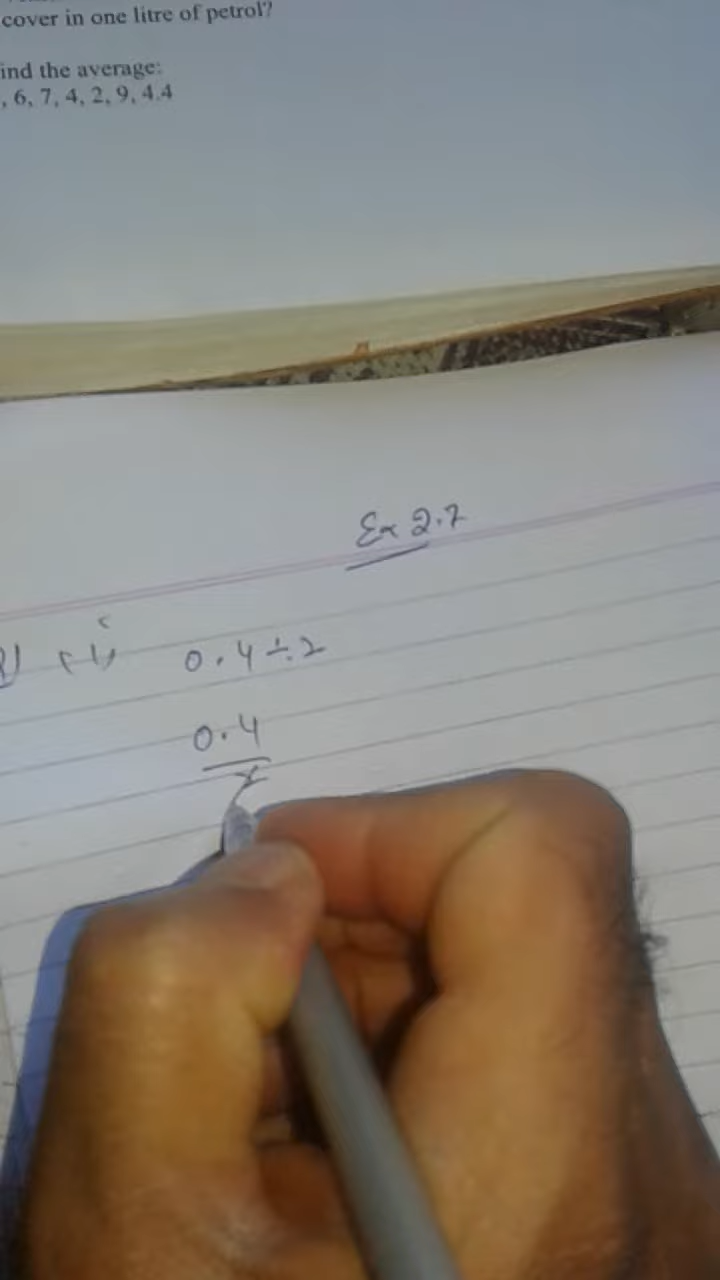 cover in one litre of petrol?
ind the average:
, 6, 7, 4, 2, 9, 4.4
Ex 2.7
(i) 0.4÷2
0.4